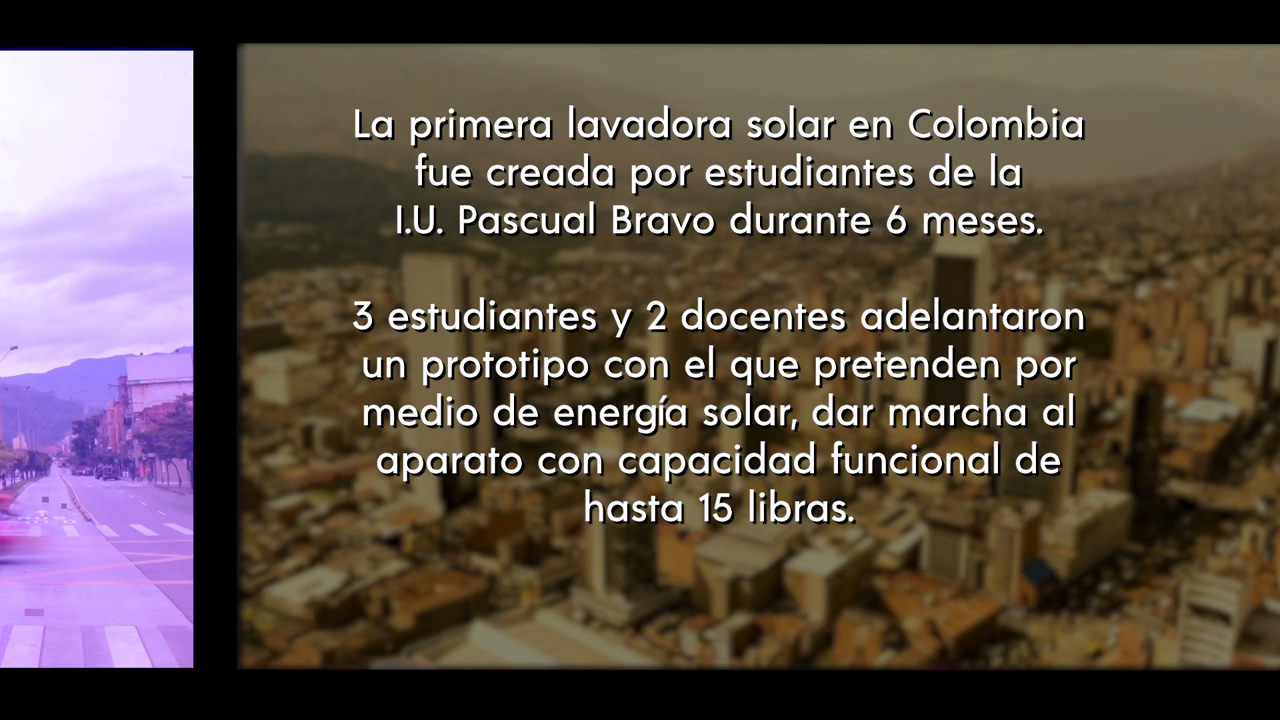 La primera lavadora solar en Colombia
fue creada por estudiantes de la
I.U. Pascual Bravo durante 6 meses.
3 estudiantes y 2 docentes adelantaron
un prototipo con el que pretenden por
medio de energía solar, dar marcha al
aparato con capacidad funcional de
hasta 15 libras.